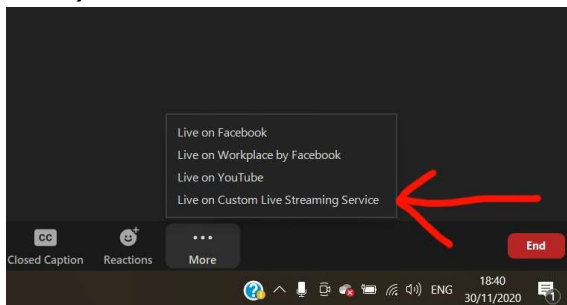 Live on Facebook
Live on Workplace by Facebook
Live on YouTube
Live on Custom Live Streaming Service
CC
Closed Caption
Reactions
More
End
ENG
18:40
30/11/2020
1